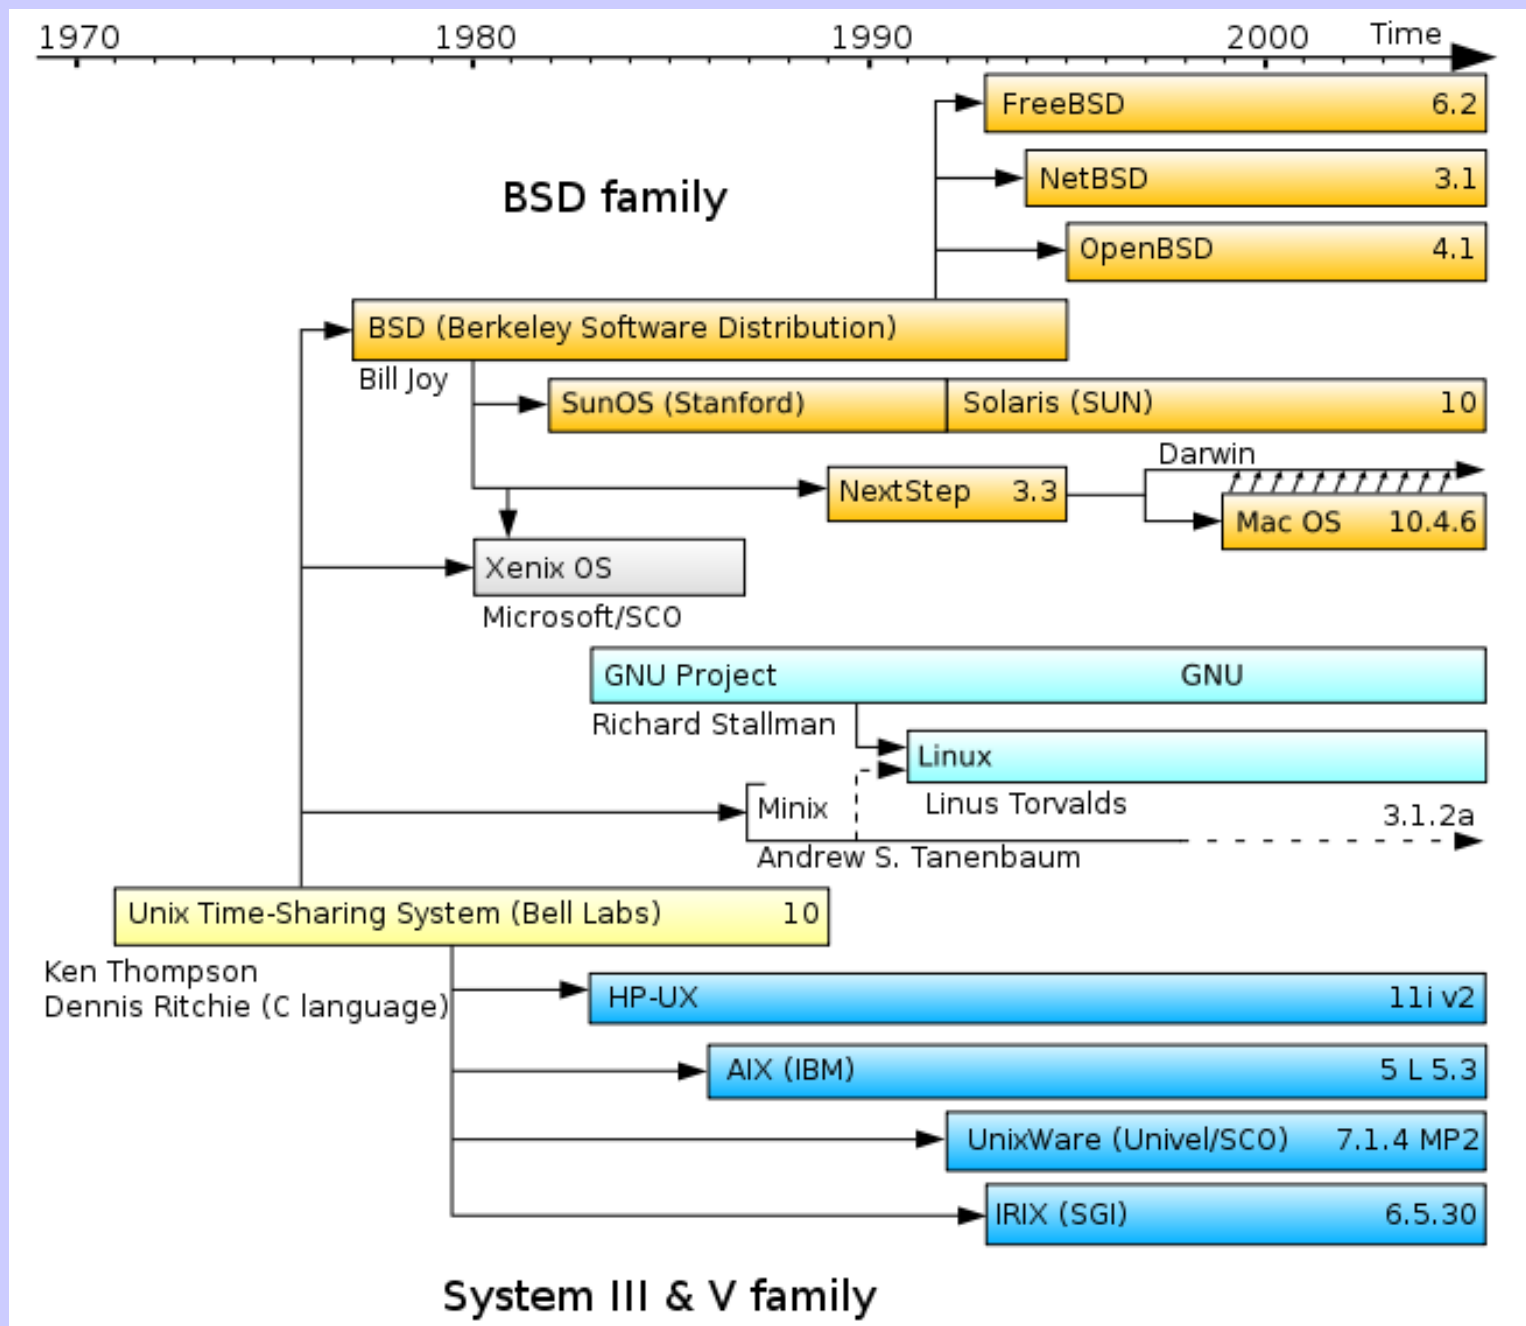 1970 1980 1990 2000 Time
FreeBSD 6.2
NetBSD 3.1
BSD family
OpenBSD 4.1
BSD (Berkeley Software Distribution)
Bill Joy
SunOS (Stanford) Solaris (SUN) 10
Darwin
NextStep 3.3
Mac OS 10.4.6
Xenix OS
Microsoft/SCO
GNU Project GNU
Richard Stallman
Linux
Linus Torvalds
Minix 3.1.2a
Andrew S. Tanenbaum
Unix Time-Sharing System (Bell Labs) 10
Ken Thompson
Dennis Ritchie (C language)
HP-UX 11i v2
AIX (IBM) 5 L 5.3
UnixWare (Univel/SCO) 7.1.4 MP2
IRIX (SGI) 6.5.30
System III & V family